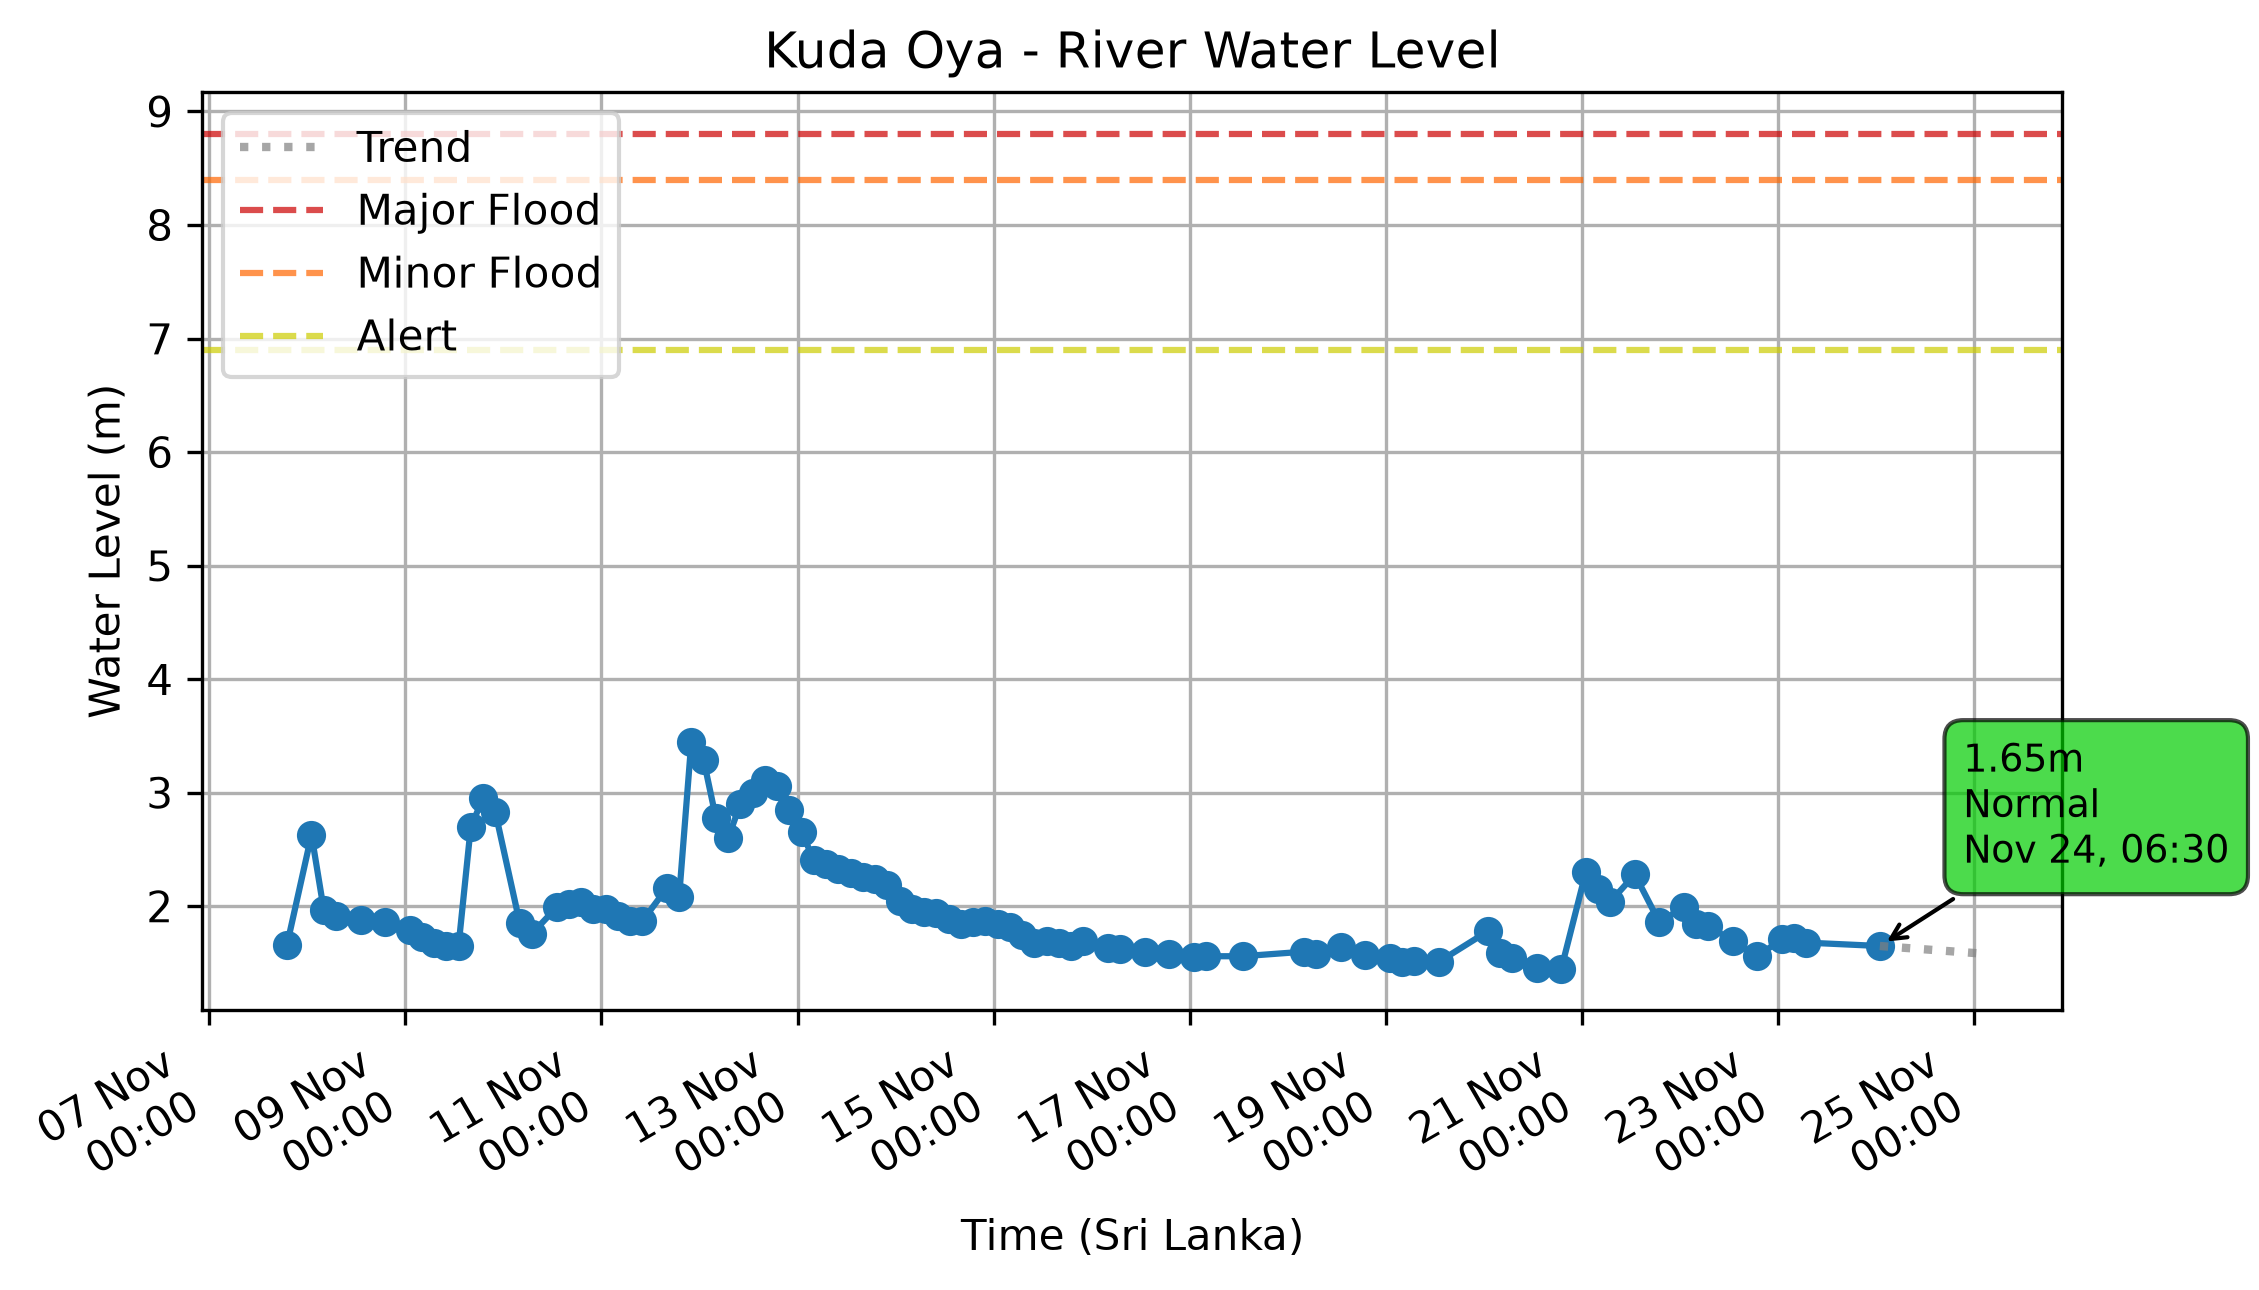 Kuda Oya - River Water Level
9
8
7
6
5
4
3
2
Water Level (m)
Trend
Major Flood
Minor Flood
Alert
1.65m
Normal
Nov 24, 06:30
07 Nov
00:00
09 Nov
00:00
11 Nov
00:00
13 Nov
00:00
15 Nov
00:00
17 Nov
00:00
19 Nov
00:00
21 Nov
00:00
23 Nov
00:00
25 Nov
00:00
Time (Sri Lanka)